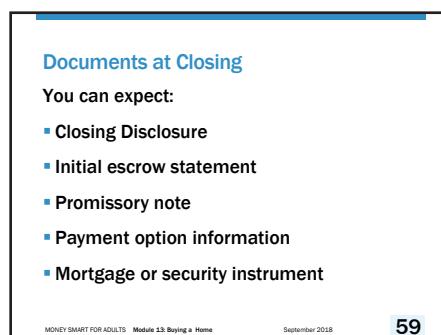 Documents at Closing
You can expect:
▪ Closing Disclosure
▪ Initial escrow statement
▪ Promissory note
▪ Payment option information
▪ Mortgage or security instrument
MONEY SMART FOR ADULTS Module 13: Buying a Home September 2018 59